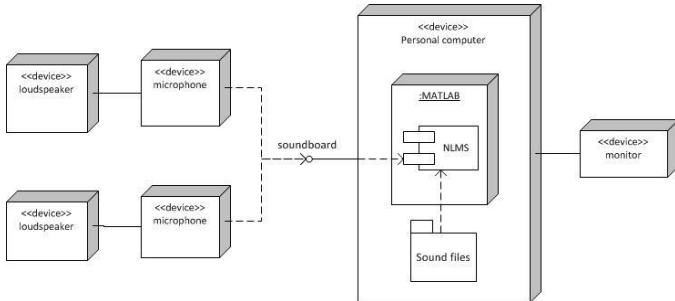 <<device>>
Personal computer
<<device>>
loudspeaker
<<device>>
microphone
:MATLAB
soundboard
NLMS
<<device>>
monitor
<<device>>
loudspeaker
<<device>>
microphone
Sound files